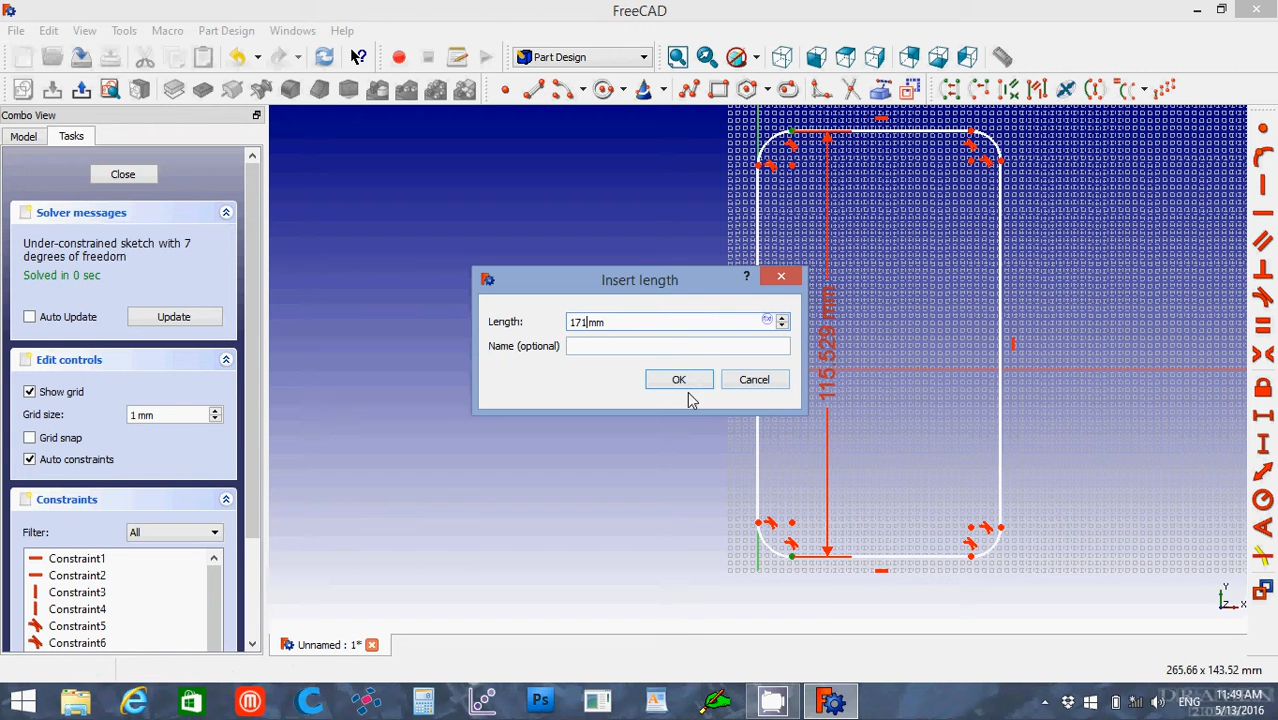 FreeCAD
File Edit View Tools Macro Part Design Windows Help
Part Design
Combo View
Model Tasks
Close
Solver messages
Under-constrained sketch with 7
degrees of freedom
Solved in 0 sec
Auto Update Update
Edit controls
Show grid
Grid size: 1 mm
Grid snap
Auto constraints
Constraints
Filter: All
Constraint1
Constraint2
Constraint3
Constraint4
Constraint5
Constraint6
Insert length
Length: 171mm
Name (optional)
OK Cancel
115.529 mm
Y
Z X
Unnamed : 1*
265.66 x 143.52 mm
Ps
ENG
11:49 AM
5/13/2016